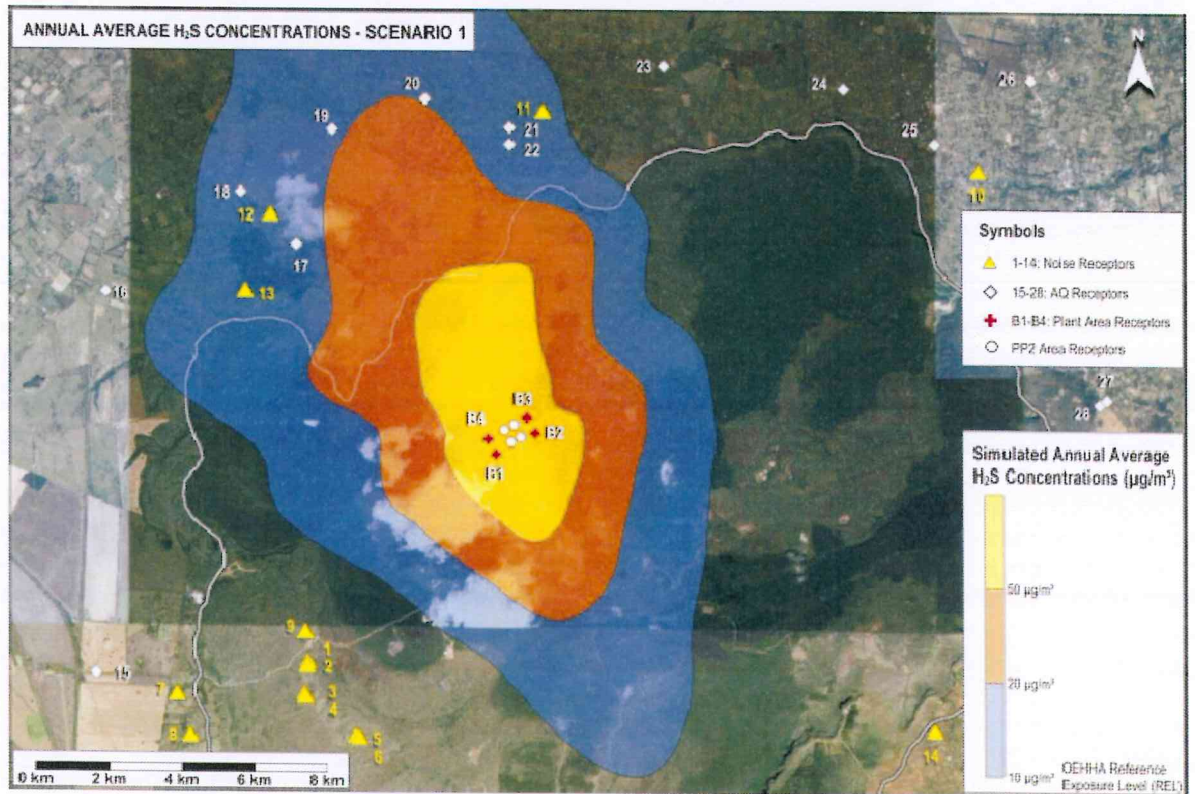 ANNUAL AVERAGE H₂S CONCENTRATIONS - SCENARIO 1
N
23
24
26
20
11
19
21
22
25
18
12
10
17
16
13
Symbols
1-14: Noise Receptors
15-28: AQ Receptors
B1-B4: Plant Area Receptors
PP2 Area Receptors
27
28
B3
B4
B2
B1
Simulated Annual Average
H₂S Concentrations (µg/m³)
50 µg/m³
20 µg/m³
10 µg/m³
OEHHA Reference
Exposure Level (REL)
9
1
2
15
7
3
4
8
5
6
14
0 km 2 km 4 km 6 km 8 km